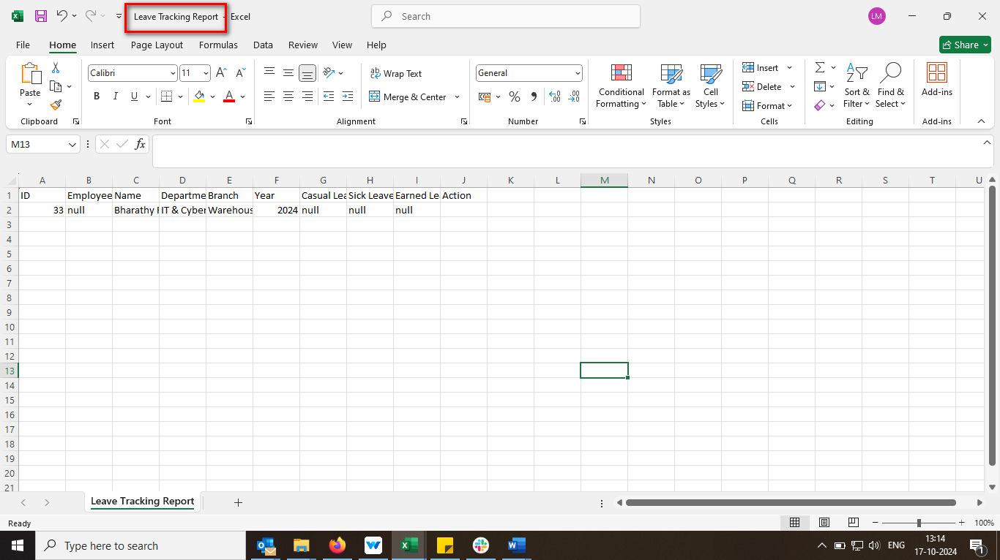 Leave Tracking Report - Excel
Search
LM
File Home Insert Page Layout Formulas Data Review View Help
Share
Paste
Clipboard
Calibri 11
B I U A
Font
Wrap Text
Merge & Center
Alignment
General
Number
Conditional Formatting
Format as Table
Cell Styles
Styles
Insert
Delete
Format
Cells
Sort & Filter
Find & Select
Editing
Add-ins
Add-ins
M13
fx
A B C D E F G H I J K L M N O P Q R S T U
1 ID Employee Name Departme Branch Year Casual Lea Sick Leave Earned Le Action
2 33 null Bharathy IT & Cyber Warehous 2024 null null null
3
4
5
6
7
8
9
10
11
12
13
14
15
16
17
18
19
20
21
Leave Tracking Report
Ready
100%
Type here to search
ENG
13:14
17-10-2024
1